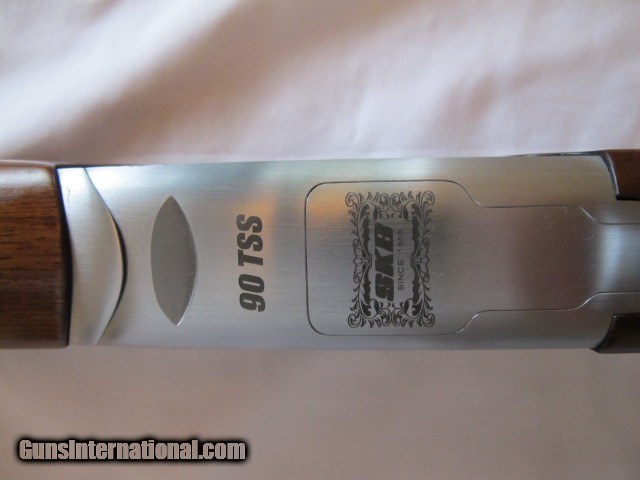 90 TSS
SKB
SINCE 1855
GunsInternational.com